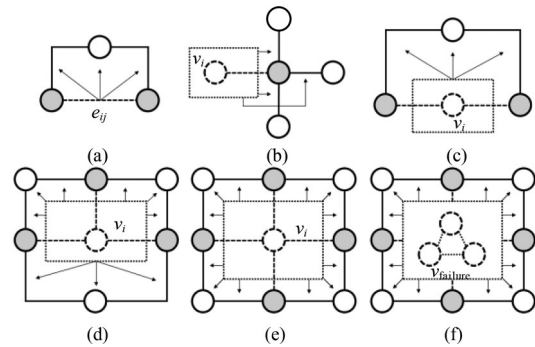 e_ij
(a)
v_i
(b)
v_i
(c)
v_i
(d)
v_i
(e)
v_failure
(f)